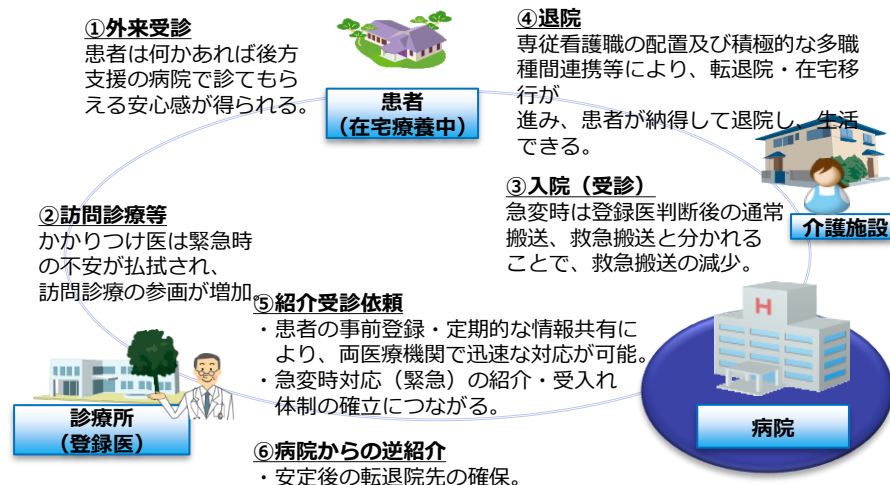 ①外来受診
患者は何かあれば後方
支援の病院で診てもら
える安心感が得られる。
患者
（在宅療養中）
④退院
専従看護職の配置及び積極的な多職
種間連携等により、転退院・在宅移
行が
進み、患者が納得して退院し、生活
できる。
③入院（受診）
急変時は登録医判断後の通常
搬送、救急搬送と分かれる
ことで、救急搬送の減少。
介護施設
②訪問診療等
かかりつけ医は緊急時
の不安が払拭され、
訪問診療の参画が増加。
⑤紹介受診依頼
・患者の事前登録・定期的な情報共有に
より、両医療機関で迅速な対応が可能。
・急変時対応（緊急）の紹介・受入れ
体制の確立につながる。
H
診療所
（登録医）
病院
⑥病院からの逆紹介
・安定後の転退院先の確保。